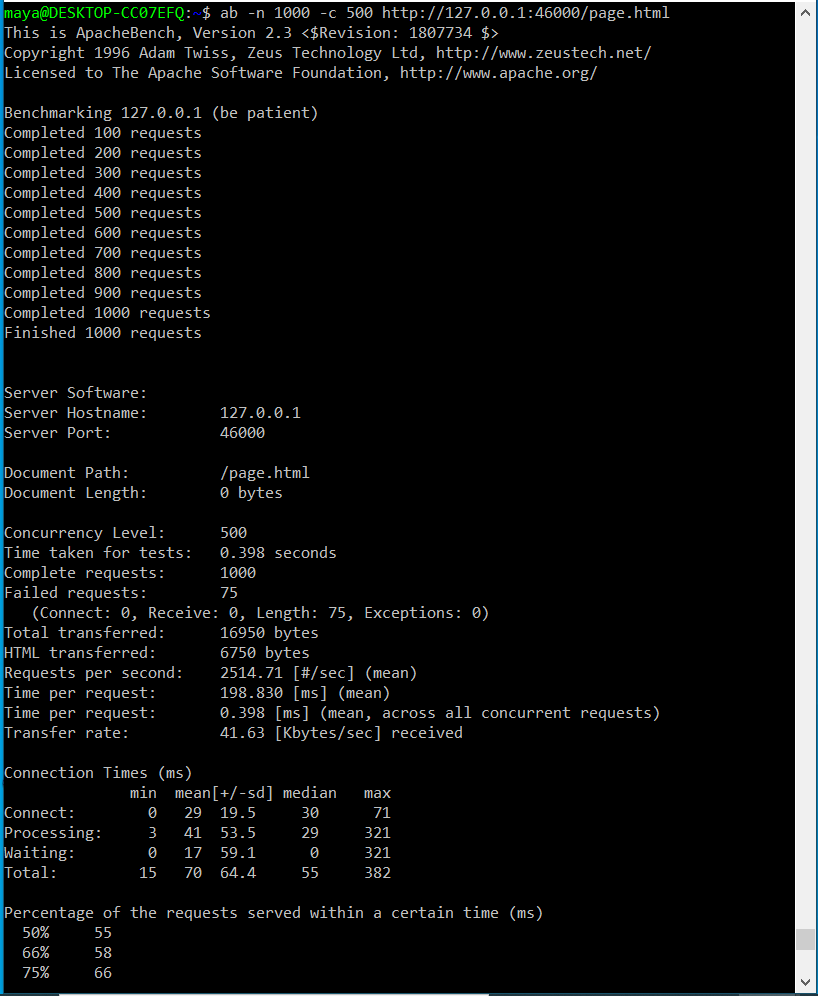 maya@DESKTOP-CC07EFQ:~$ ab -n 1000 -c 500 http://127.0.0.1:46000/page.html
This is ApacheBench, Version 2.3 <$Revision: 1807734 $>
Copyright 1996 Adam Twiss, Zeus Technology Ltd, http://www.zeustech.net/
Licensed to The Apache Software Foundation, http://www.apache.org/

Benchmarking 127.0.0.1 (be patient)
Completed 100 requests
Completed 200 requests
Completed 300 requests
Completed 400 requests
Completed 500 requests
Completed 600 requests
Completed 700 requests
Completed 800 requests
Completed 900 requests
Completed 1000 requests
Finished 1000 requests


Server Software:
Server Hostname:        127.0.0.1
Server Port:            46000

Document Path:          /page.html
Document Length:        0 bytes

Concurrency Level:      500
Time taken for tests:   0.398 seconds
Complete requests:      1000
Failed requests:        75
   (Connect: 0, Receive: 0, Length: 75, Exceptions: 0)
Total transferred:      16950 bytes
HTML transferred:       6750 bytes
Requests per second:    2514.71 [#/sec] (mean)
Time per request:       198.830 [ms] (mean)
Time per request:       0.398 [ms] (mean, across all concurrent requests)
Transfer rate:          41.63 [Kbytes/sec] received

Connection Times (ms)
              min  mean[+/-sd] median   max
Connect:        0   29  19.5     30      71
Processing:     3   41  53.5     29     321
Waiting:        0   17  59.1      0     321
Total:         15   70  64.4     55     382

Percentage of the requests served within a certain time (ms)
  50%     55
  66%     58
  75%     66